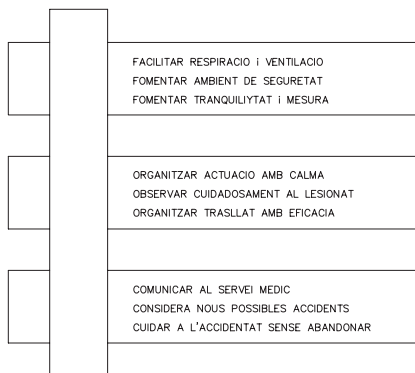 FACILITAR RESPIRACIO i VENTILACIO
FOMENTAR AMBIENT DE SEGURETAT
FOMENTAR TRANQUILIYTAT i MESURA
ORGANITZAR ACTUACIO AMB CALMA
OBSERVAR CUIDADOSAMENT AL LESIONAT
ORGANITZAR TRASLLAT AMB EFICACIA
COMUNICAR AL SERVEI MEDIC
CONSIDERA NOUS POSSIBLES ACCIDENTS
CUIDAR A L'ACCIDENTAT SENSE ABANDONAR